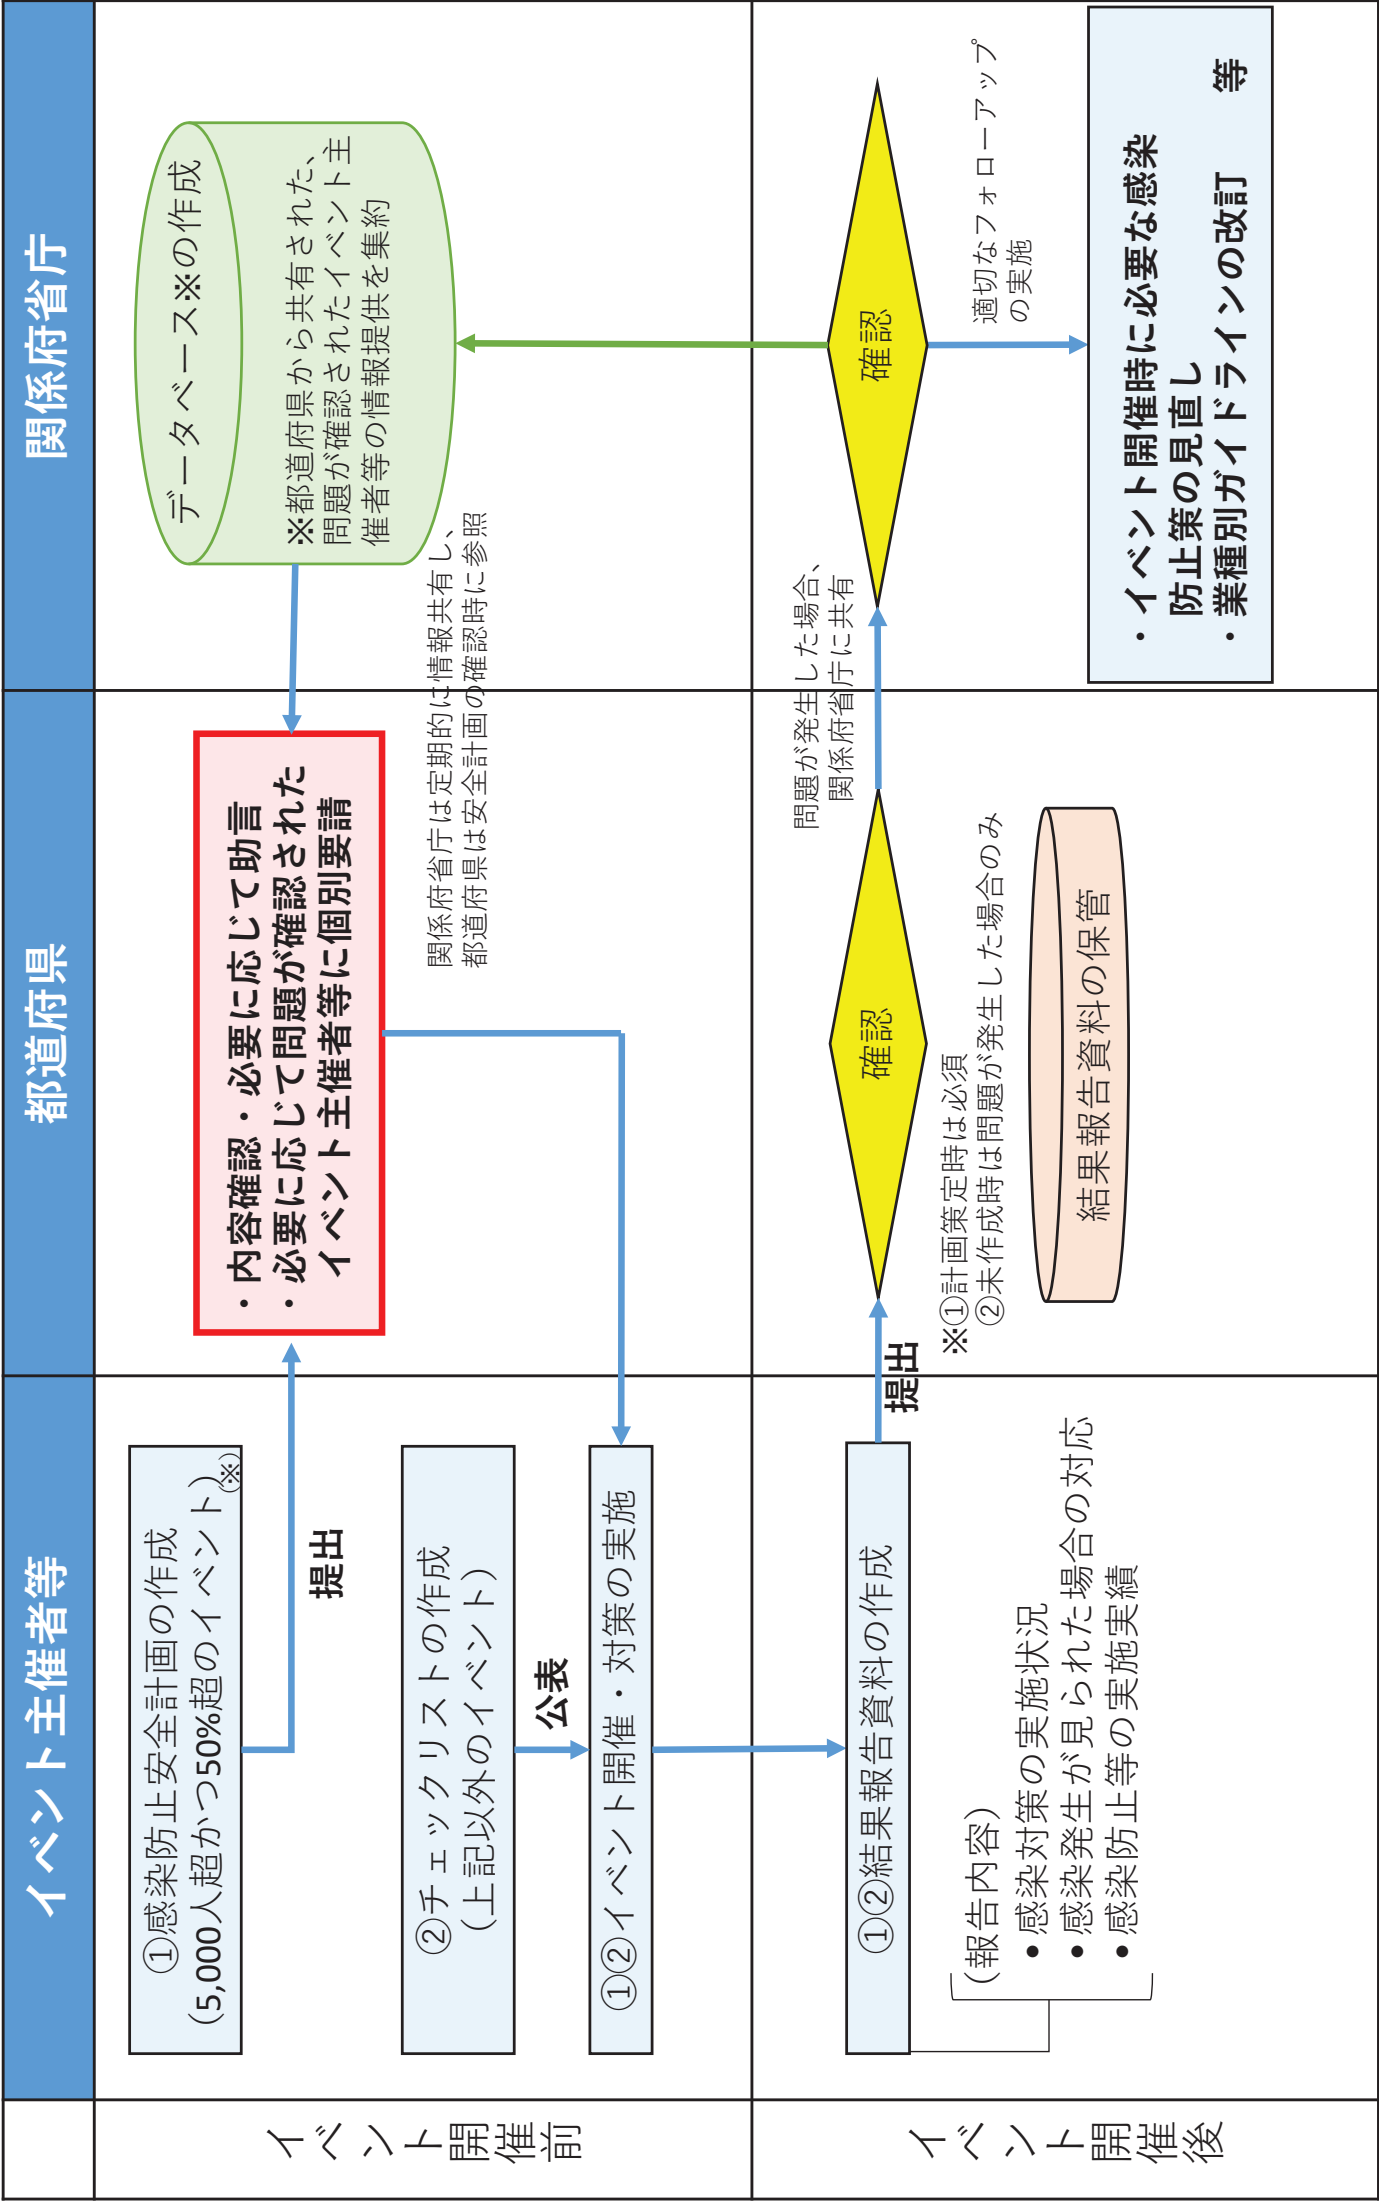 イベント主催者等
都道府県
関係府省庁
イベント開催前
①感染防止安全計画の作成
(5,000人超かつ50%超のイベント)
(※)
提出
②チェックリストの作成
(上記以外のイベント)
公表
①②イベント開催・対策の実施
・内容確認・必要に応じて助言
・必要に応じて問題が確認された
イベント主催者等に個別要請
データベース※の作成
※都道府県から共有された、
問題が確認されたイベント主
催者等の情報提供を集約
関係府省庁は定期的に情報共有し、
都道府県は安全計画の確認時に参照
イベント開催後
①②結果報告資料の作成
(報告内容)
• 感染対策の実施状況
• 感染発生が見られた場合の対応
• 感染防止等の実施実績
提出
確認
※①計画策定時は必須
②未作成時は問題が発生した場合のみ
結果報告資料の保管
問題が発生した場合、
関係府省庁に共有
確認
適切なフォローアップ
の実施
・イベント開催時に必要な感染
防止策の見直し
・業種別ガイドラインの改訂　等